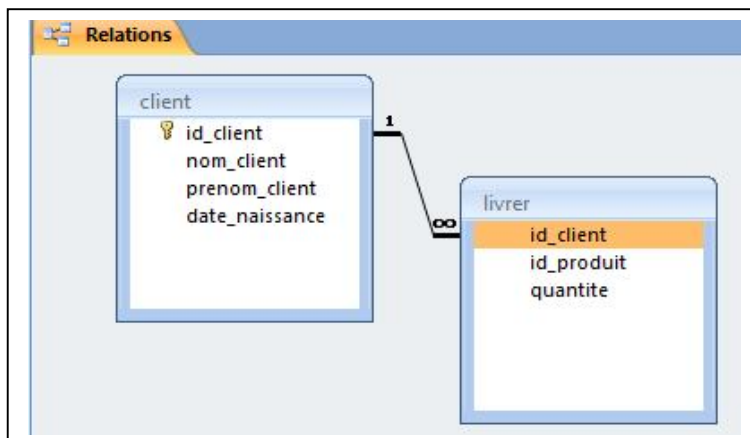 Relations
client
id_client
nom_client
prenom_client
date_naissance
1
∞
livrer
id_client
id_produit
quantite